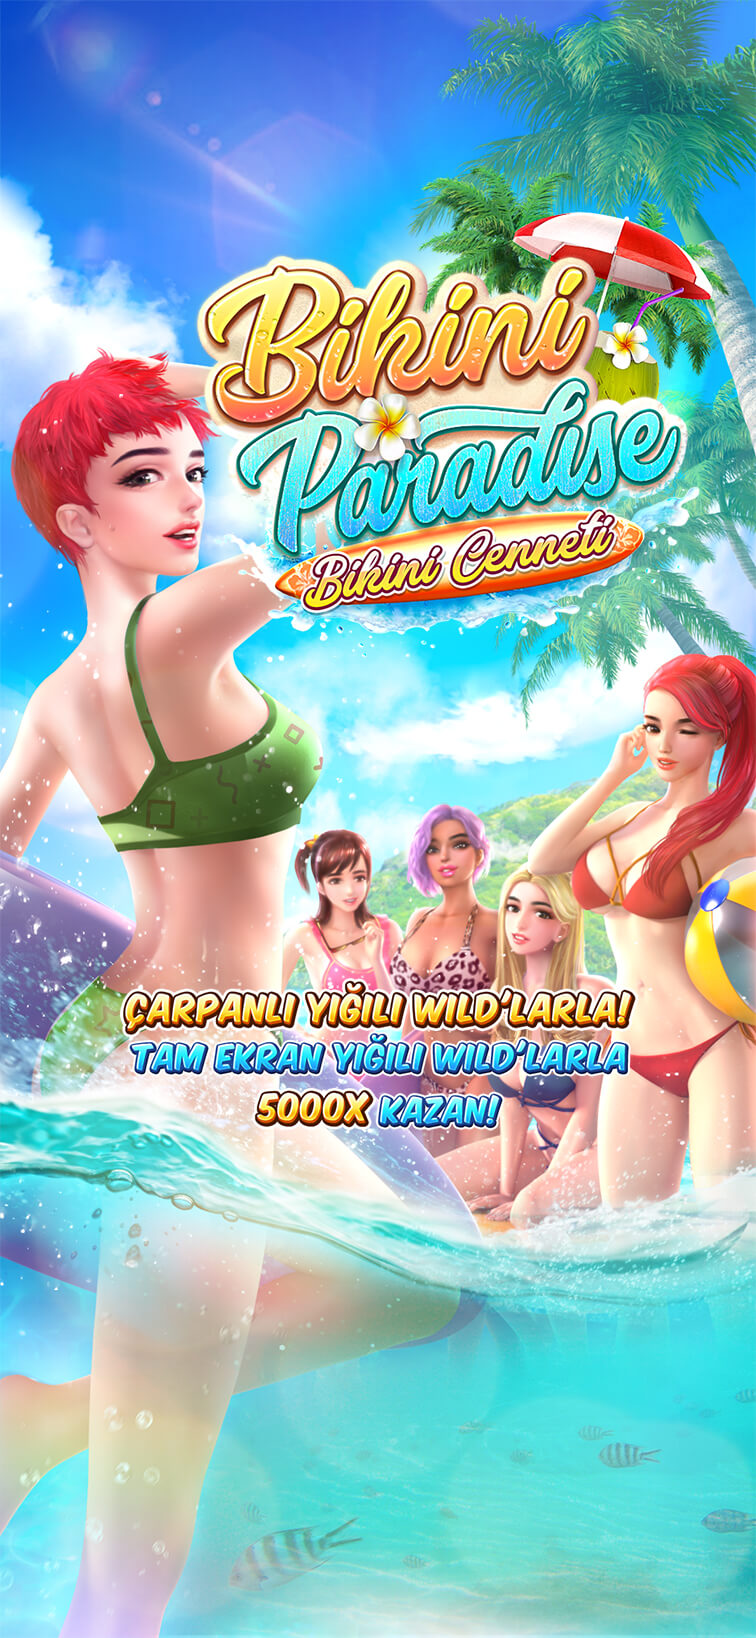 Bikini
Paradise
Bikini Cenneti
ÇARPANLI YIĞILI WILD'LARLA!
TAM EKRAN YIĞILI WILD'LARLA
5000X KAZAN!